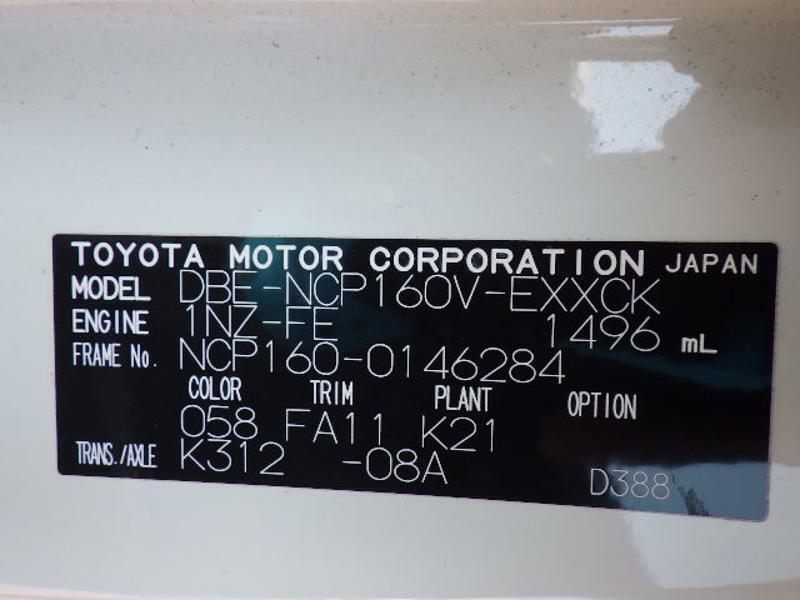 TOYOTA MOTOR CORPORATION JAPAN
MODEL DBE-NCP160V-EXXCK
ENGINE 1NZ-FE 1496 mL
FRAME No. NCP160-0146284
COLOR TRIM PLANT OPTION
058 FA11 K21
TRANS./AXLE K312 -08A D388